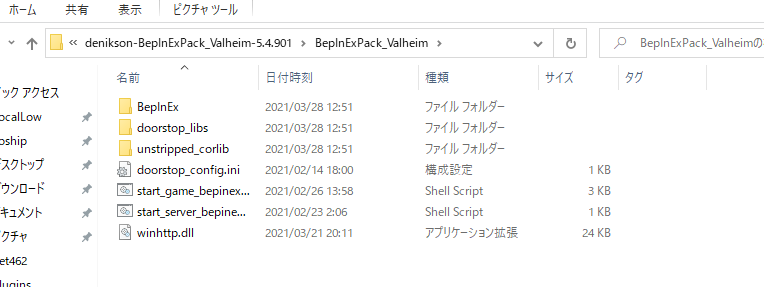 ホーム 共有 表示 ピクチャ ツール
« denikson-BepInExPack_Valheim-5.4.901 › BepInExPack_Valheim › BepInExPack_Valheimの
名前 日付時刻 種類 サイズ タグ
ック アクセス
BepInEx 2021/03/28 12:51 ファイル フォルダー
ocalLow
doorstop_libs 2021/03/28 12:51 ファイル フォルダー
oship
unstripped_corlib 2021/03/28 12:51 ファイル フォルダー
デスクトップ
doorstop_config.ini 2021/02/14 18:00 構成設定 1 KB
ダウンロード
start_game_bepinex... 2021/02/26 13:58 Shell Script 3 KB
ドキュメント
start_server_bepine... 2021/02/23 2:06 Shell Script 1 KB
クチャ
winhttp.dll 2021/03/21 20:11 アプリケーション拡張 24 KB
et462
lugins